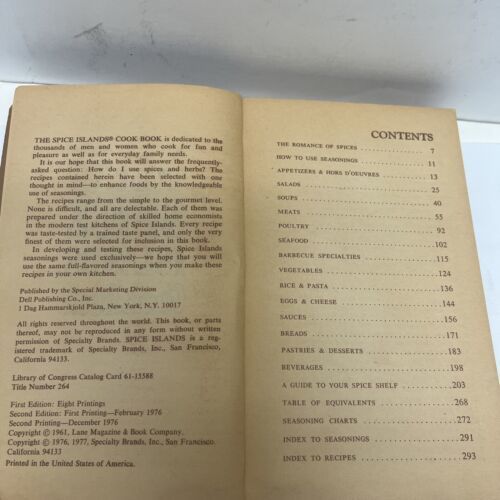 THE SPICE ISLANDS® COOK BOOK is dedicated to the
thousands of men and women who cook for fun and
pleasure as well as for everyday family needs.
It is our hope that this book will answer the frequently-
asked question: How do I use spices and herbs? The
recipes contained herein have been selected with one
thought in mind—to enhance foods by the knowledgeable
use of seasonings.
The recipes range from the simple to the gourmet level.
None is difficult, and all are delectable. Each of them was
prepared under the direction of skilled home economists
in the modern test kitchens of Spice Islands. Every recipe
was taste-tested by a trained taste panel, and only the very
finest of them were selected for inclusion in this book.
In developing and testing these recipes, Spice Islands
seasonings were used exclusively—we hope that you will
use the same full-flavored seasonings when you make these
recipes in your own kitchen.
Published by the Special Marketing Division
Dell Publishing Co., Inc.
1 Dag Hammarskjold Plaza, New York, N.Y. 10017
All rights reserved throughout the world. This book, or parts
thereof, may not be reproduced in any form without written
permission of Specialty Brands, Inc. SPICE ISLANDS is a reg-
istered trademark of Specialty Brands, Inc., San Francisco,
California 94133.
Library of Congress Catalog Card 61-15588
Title Number 264
First Edition: Eight Printings
Second Edition: First Printing—February 1976
Second Printing—December 1976
Copyright © 1961, Lane Magazine & Book Company.
Copyright © 1976, 1977, Specialty Brands, Inc., San Francisco.
California 94133
Printed in the United States of America.
CONTENTS
THE ROMANCE OF SPICES . . . . . . . . . . 7
HOW TO USE SEASONINGS . . . . . . . . . . 11
APPETIZERS & HORS D'OEUVRES . . . . . . . . . . 13
SALADS . . . . . . . . . . 25
SOUPS . . . . . . . . . . 40
MEATS . . . . . . . . . . 55
POULTRY . . . . . . . . . . 92
SEAFOOD . . . . . . . . . . 102
BARBECUE SPECIALTIES . . . . . . . . . . 115
VEGETABLES . . . . . . . . . . 124
RICE & PASTA . . . . . . . . . . 136
EGGS & CHEESE . . . . . . . . . . 144
SAUCES . . . . . . . . . . 156
BREADS . . . . . . . . . . 171
PASTRIES & DESSERTS . . . . . . . . . . 183
BEVERAGES . . . . . . . . . . 198
A GUIDE TO YOUR SPICE SHELF . . . . . . . . . . 203
TABLE OF EQUIVALENTS . . . . . . . . . . 268
SEASONING CHARTS . . . . . . . . . . 272
INDEX TO SEASONINGS . . . . . . . . . . 291
INDEX TO RECIPES . . . . . . . . . . 293